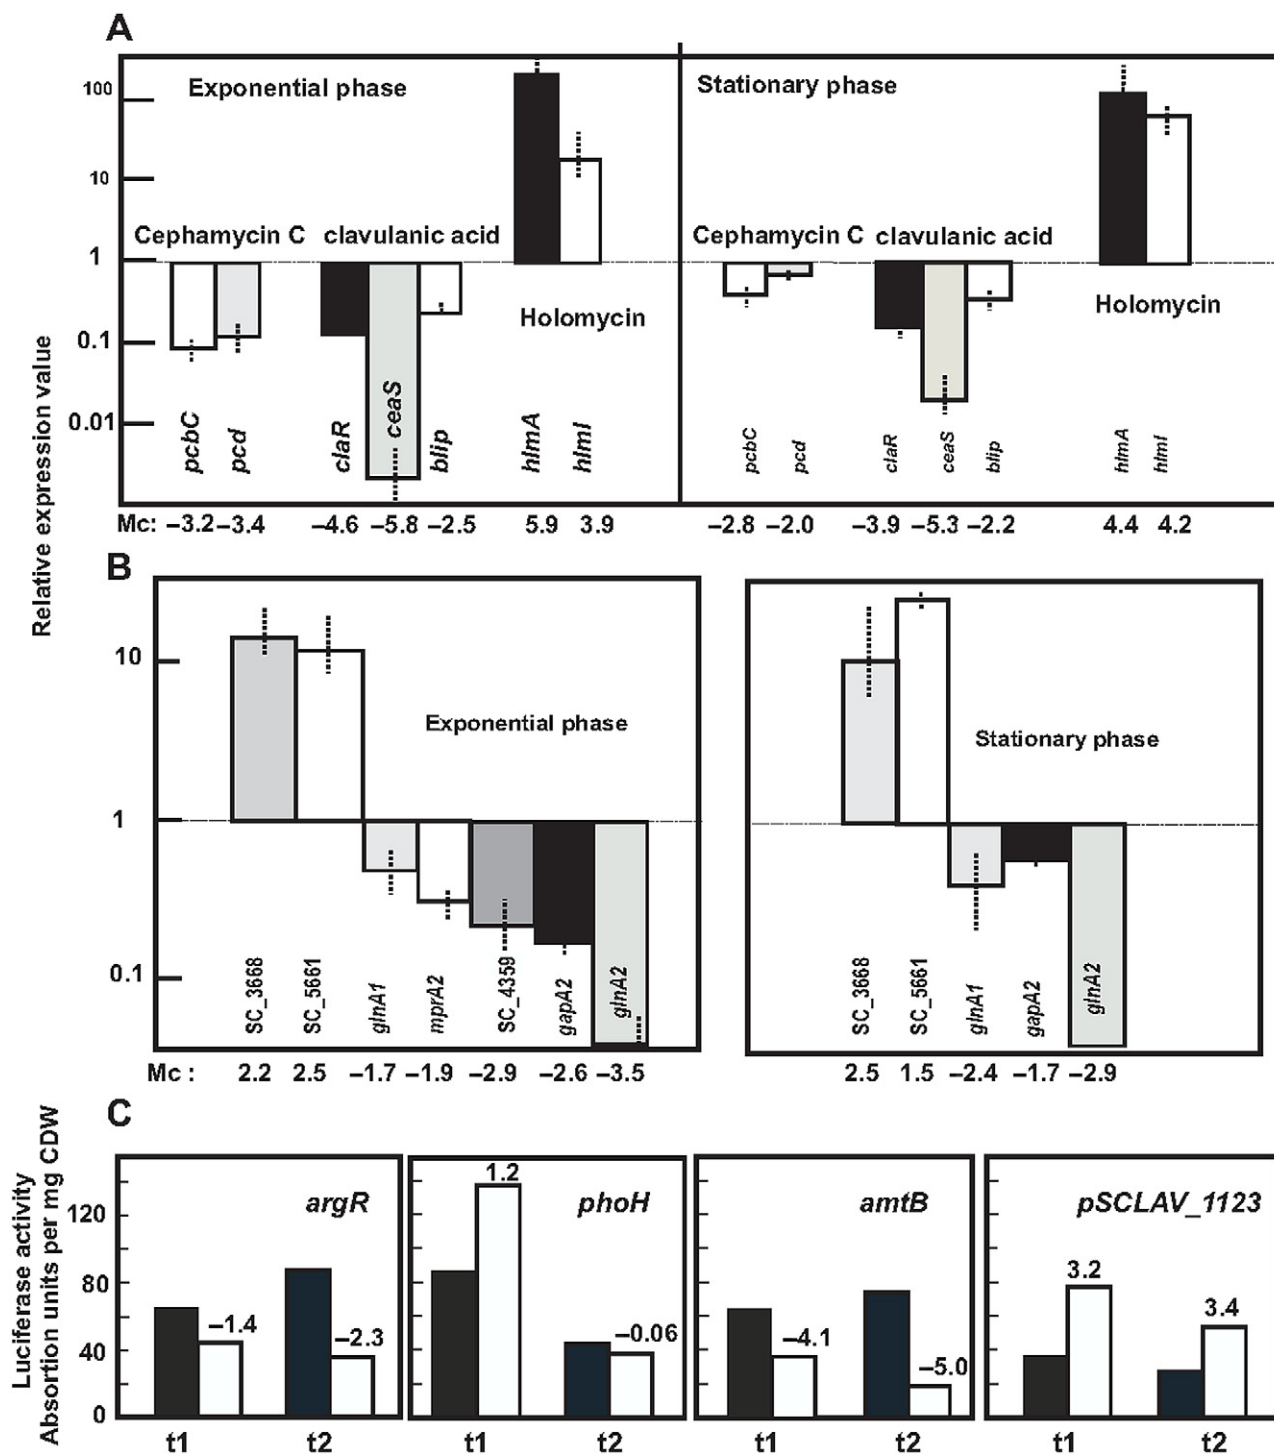 A
Exponential phase
Stationary phase
100
10
1
0.1
0.01
Relative expression value
Cephamycin C clavulanic acid
Holomycin
Cephamycin C clavulanic acid
Holomycin
pcbC pcd claR ceaS blip hlmA hlmI
pcbC pcd claR ceaS blip hlmA hlmI
Mc: –3.2 –3.4 –4.6 –5.8 –2.5 5.9 3.9 –2.8 –2.0 –3.9 –5.3 –2.2 4.4 4.2
B
10
1
0.1
Exponential phase
Stationary phase
SC_3668 SC_5661 glnA1 mprA2 SC_4359 gapA2 glnA2
SC_3668 SC_5661 glnA1 gapA2 glnA2
Mc : 2.2 2.5 –1.7 –1.9 –2.9 –2.6 –3.5 2.5 1.5 –2.4 –1.7 –2.9
C
Luciferase activity
Absortion units per mg CDW
120
80
40
0
argR
–1.4
–2.3
t1 t2
phoH
1.2
–0.06
t1 t2
amtB
–4.1
–5.0
t1 t2
pSCLAV_1123
3.2
3.4
t1 t2